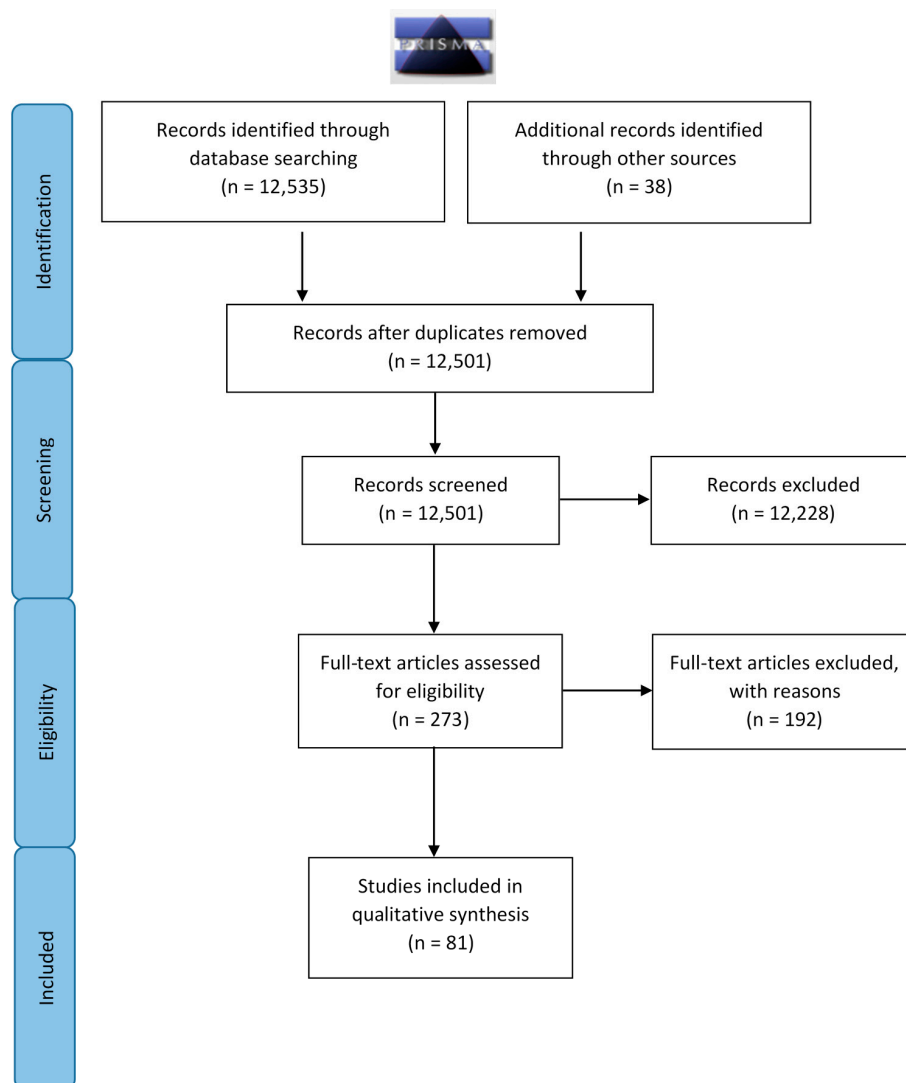 PRISMA
Identification
Records identified through
database searching
(n = 12,535)
Additional records identified
through other sources
(n = 38)
Records after duplicates removed
(n = 12,501)
Screening
Records screened
(n = 12,501)
Records excluded
(n = 12,228)
Eligibility
Full-text articles assessed
for eligibility
(n = 273)
Full-text articles excluded,
with reasons
(n = 192)
Included
Studies included in
qualitative synthesis
(n = 81)